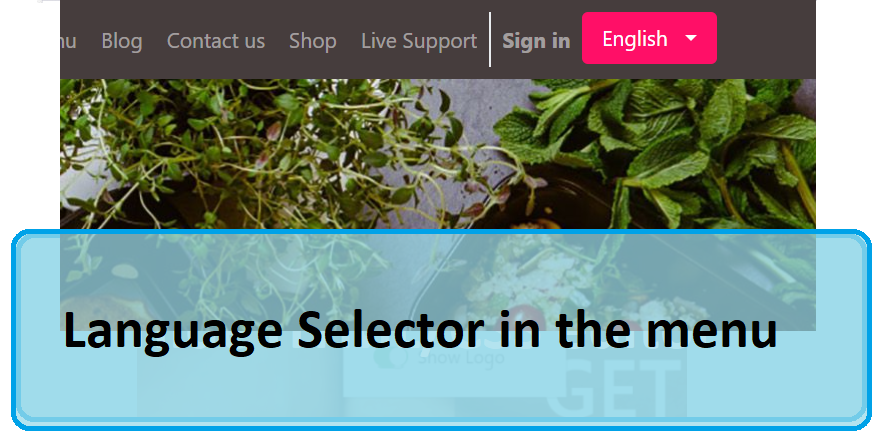 nu Blog Contact us Shop Live Support Sign in English
Language Selector in the menu
Show Logo
GET